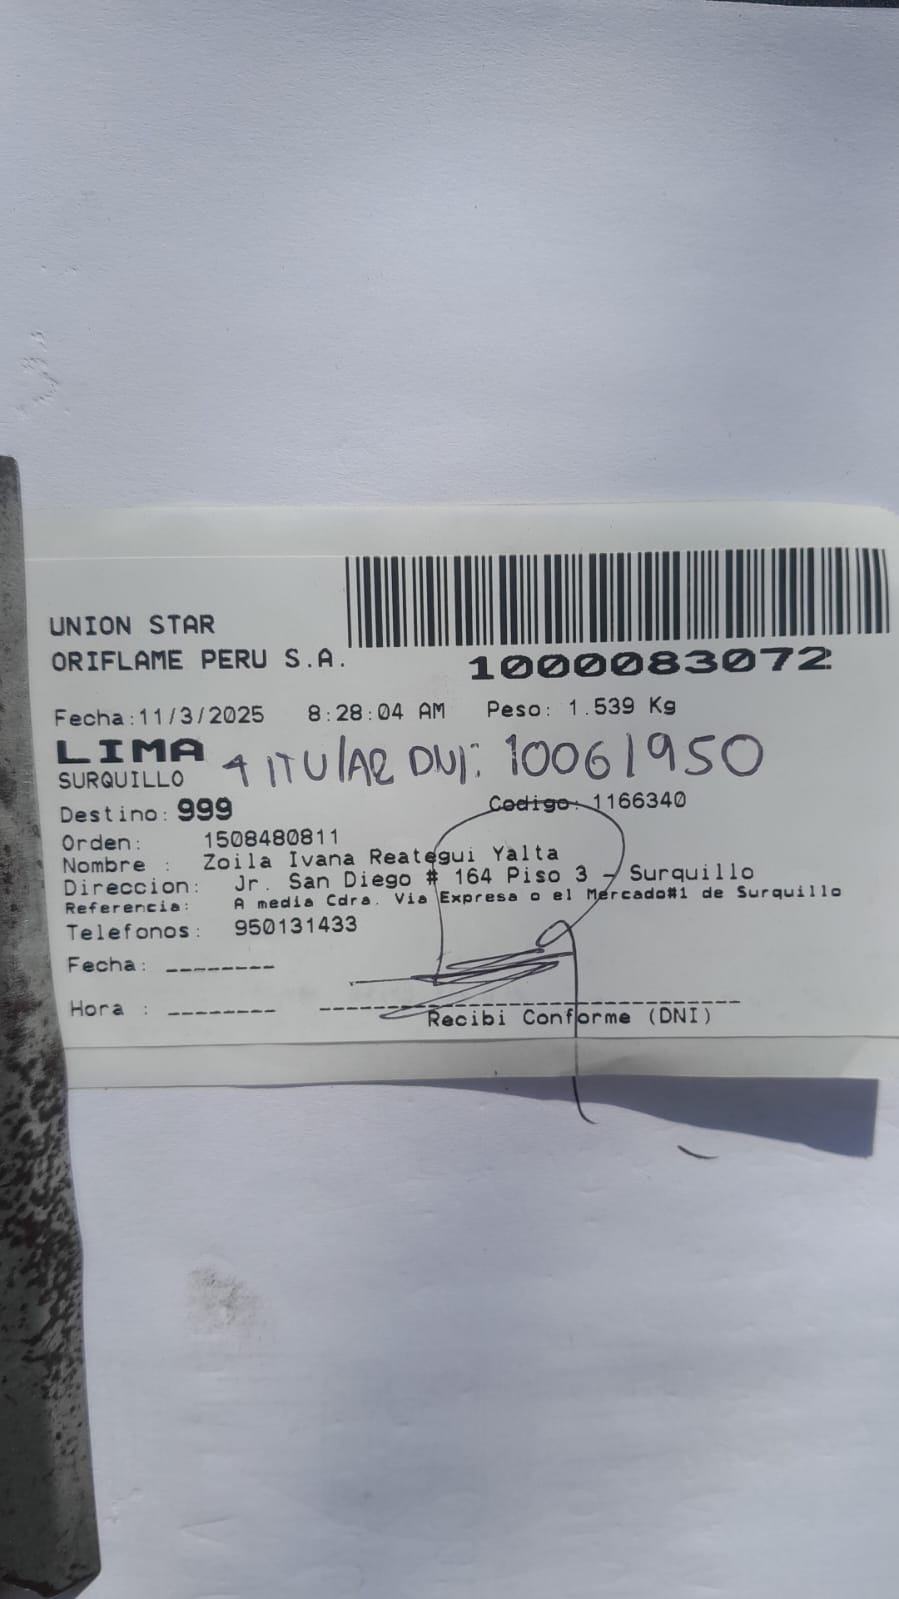 UNION STAR
ORIFLAME PERU S.A.
1000083072
Fecha:11/3/2025 8:28:04 AM Peso: 1.539 Kg
LIMA TITULAR DNI: 10061950
SURQUILLO
Destino: 999 Codigo: 1166340
Orden: 1508480811
Nombre : Zoila Ivana Reategui Yalta
Direccion: Jr. San Diego # 164 Piso 3 - Surquillo
Referencia: A media Cdra. Via Expresa o el Mercado#1 de Surquillo
Telefonos: 950131433
Fecha: ________
Hora : ________
Recibi Conforme (DNI)